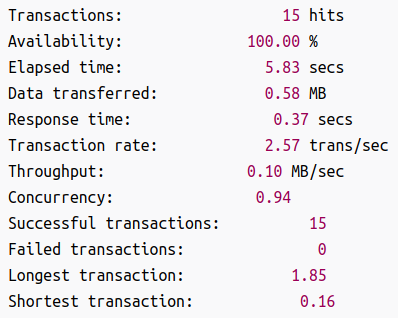 Transactions: 15 hits
Availability: 100.00 %
Elapsed time: 5.83 secs
Data transferred: 0.58 MB
Response time: 0.37 secs
Transaction rate: 2.57 trans/sec
Throughput: 0.10 MB/sec
Concurrency: 0.94
Successful transactions: 15
Failed transactions: 0
Longest transaction: 1.85
Shortest transaction: 0.16